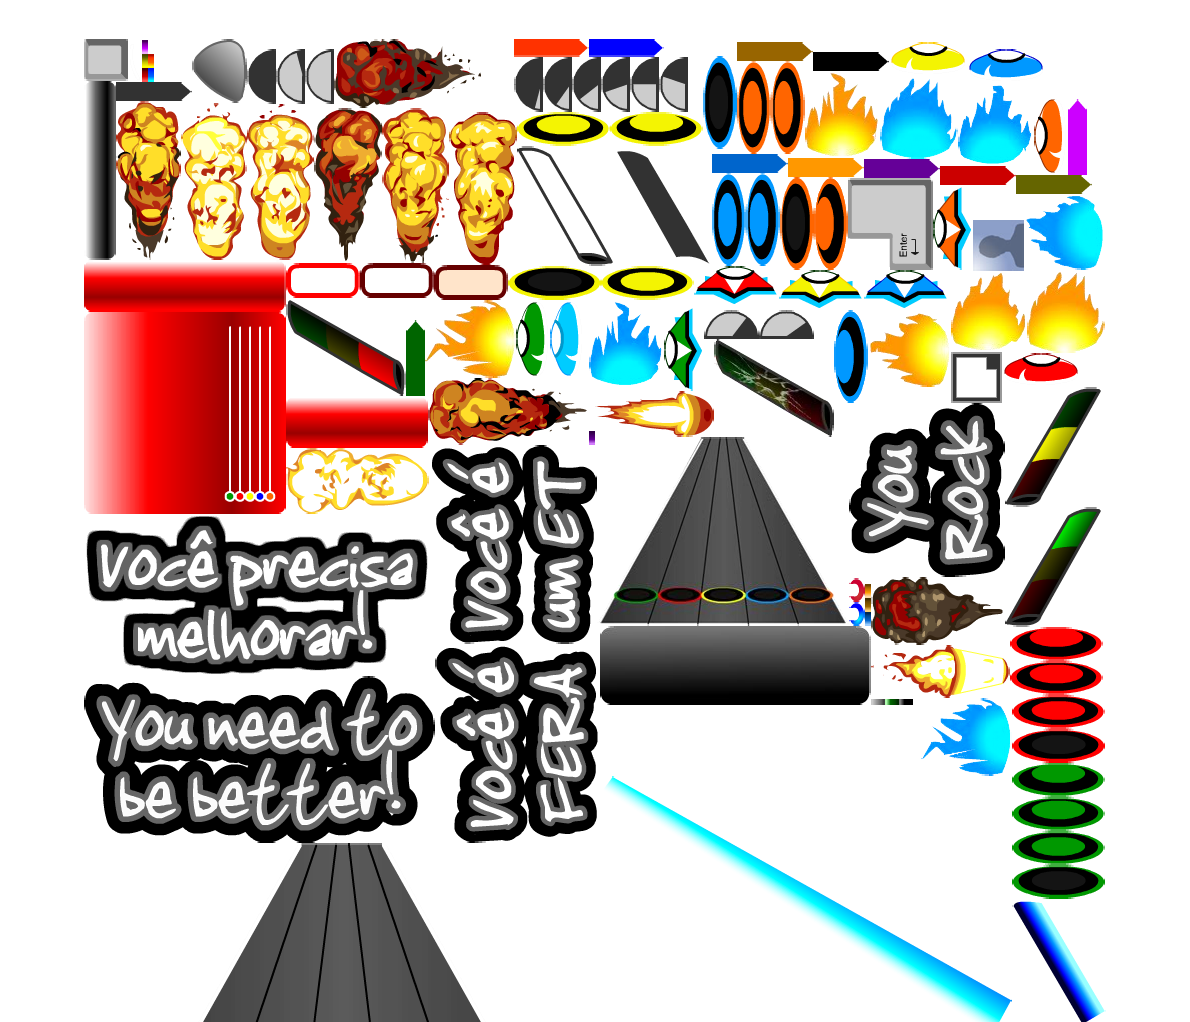 Enter
Você é
um ET
You
Rock
Você precisa
melhorar!
Você é
FERA
You need to
be better!